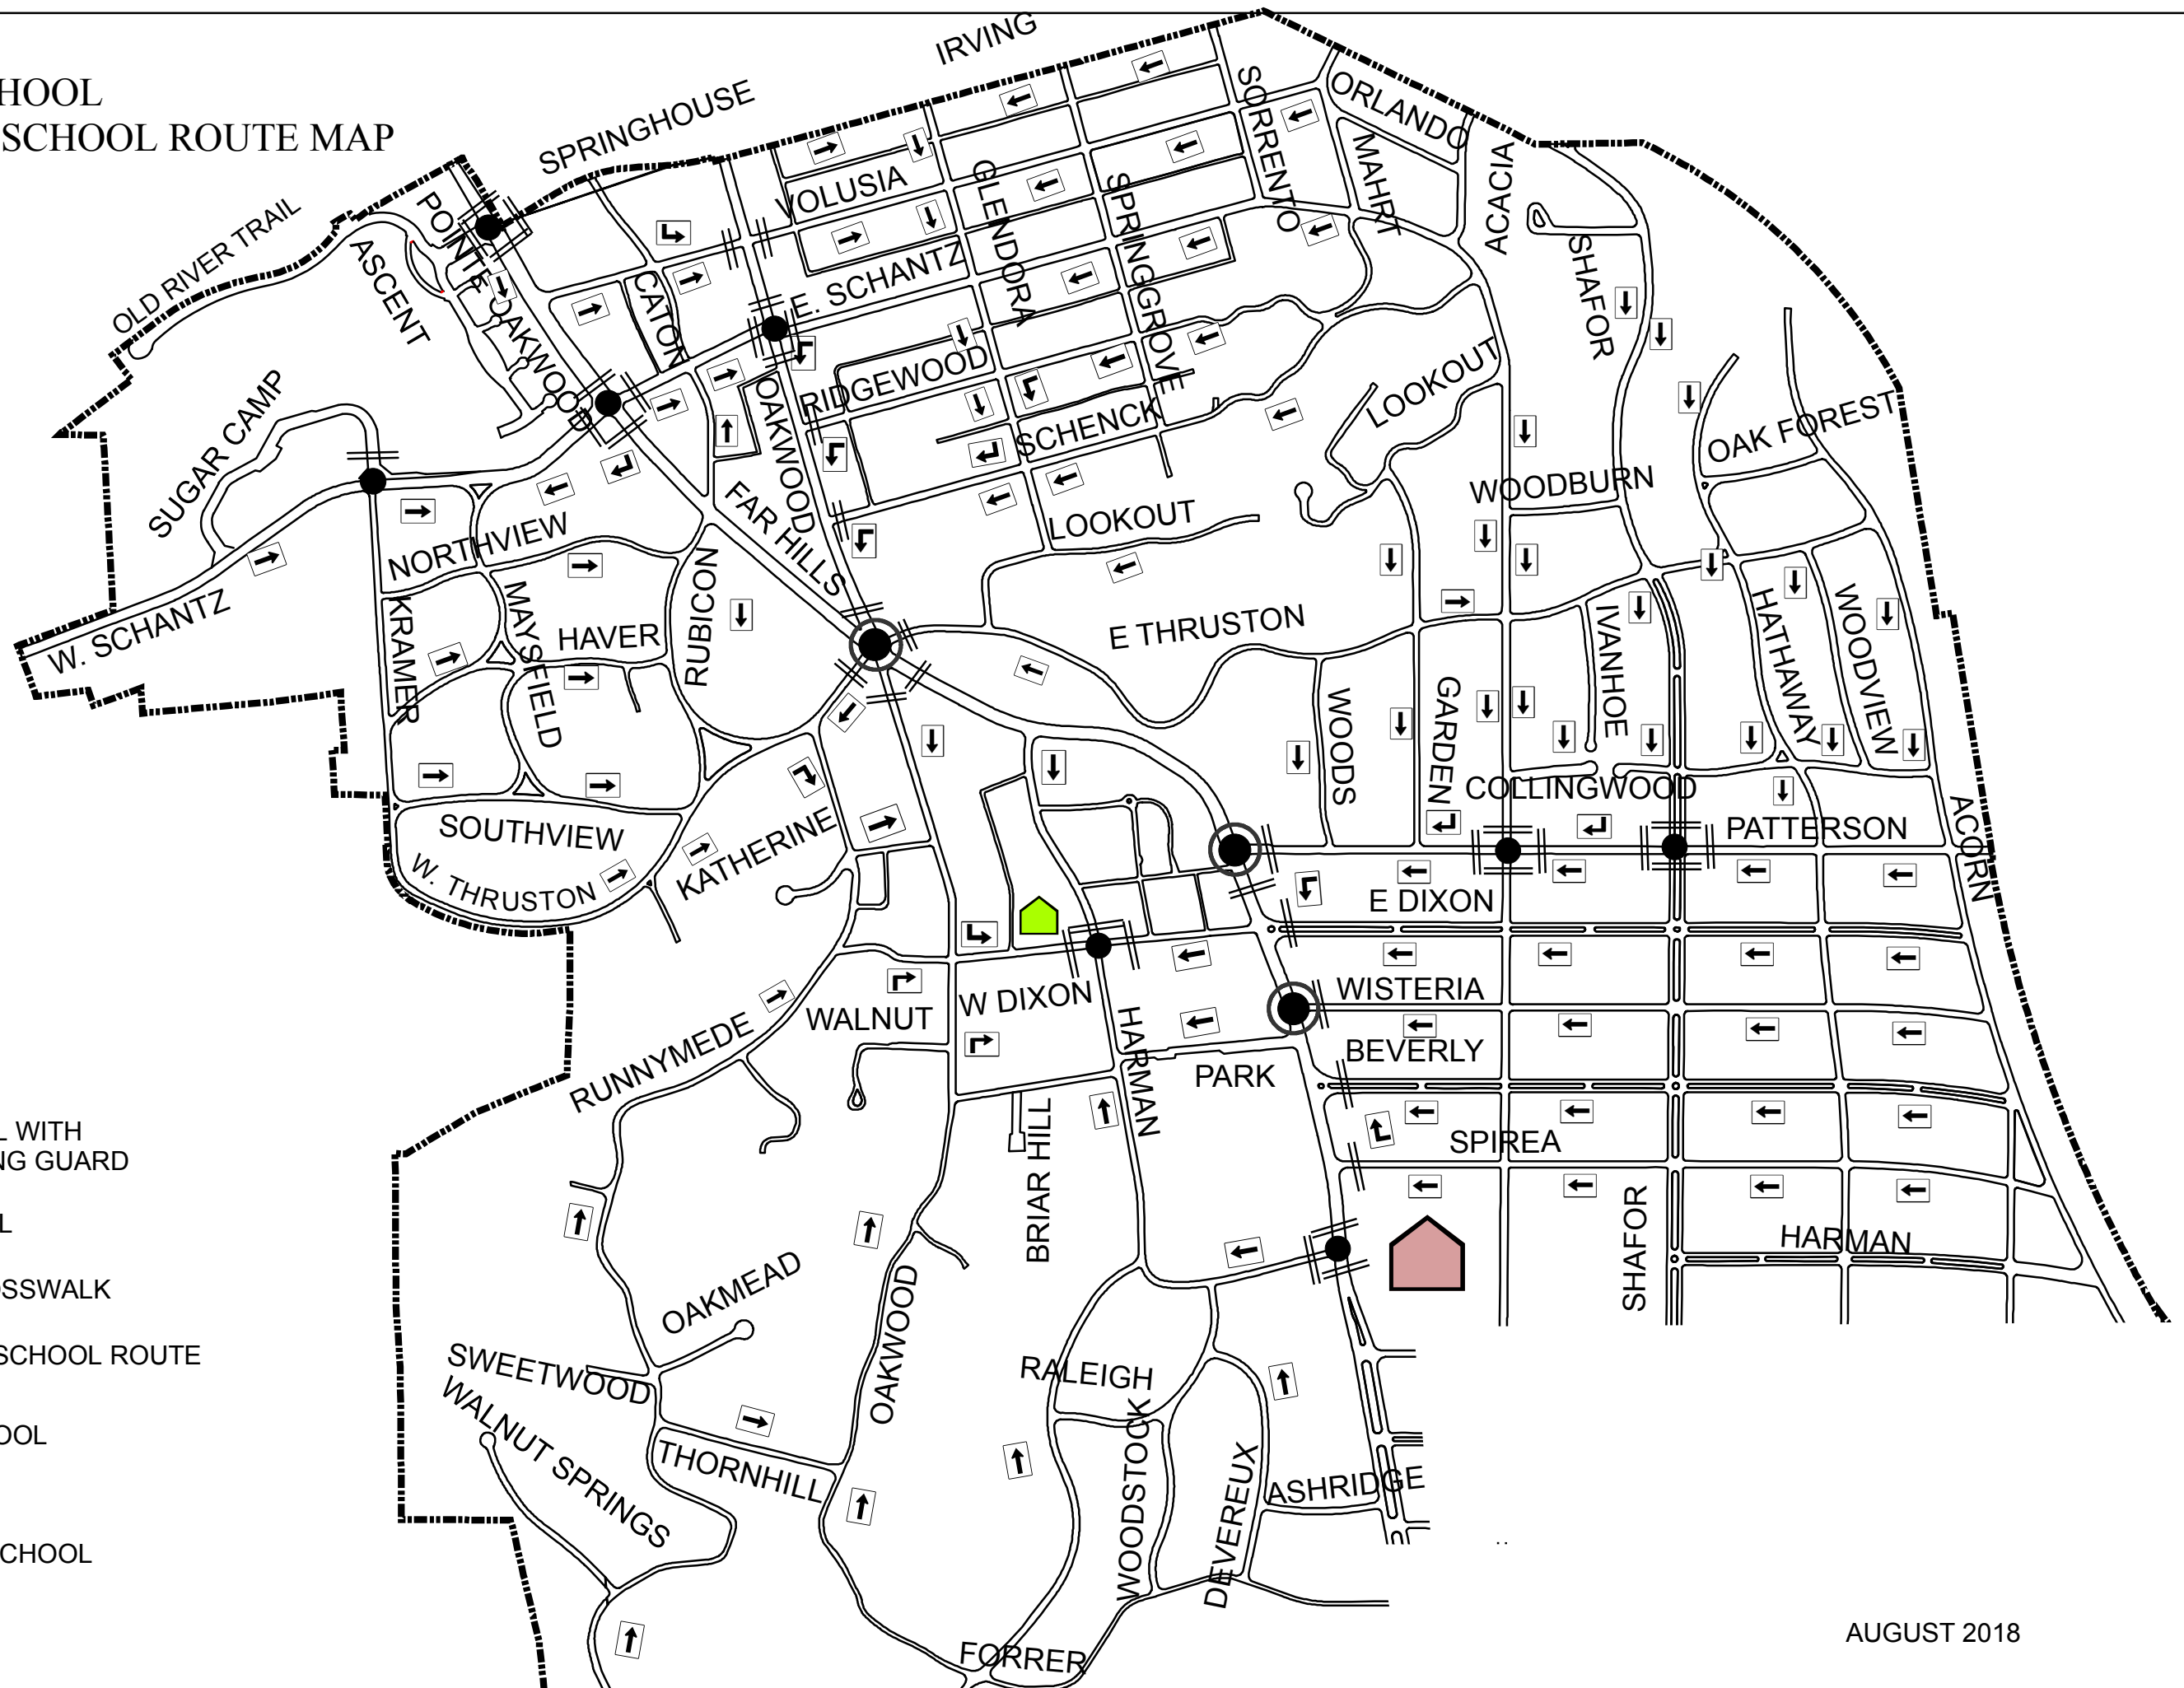 HOOL
SCHOOL ROUTE MAP
IRVING
SPRINGHOUSE
ORLANDO
SORRENTO
MAHRT
ACACIA
SHAFOR
VOLUSIA
GLENDORA
SPRINGGROVE
POINTE OAKWOOD
OLD RIVER TRAIL
ASCENT
CATON
E. SCHANTZ
RIDGEWOOD
OAKWOOD
SCHENCK
LOOKOUT
OAK FOREST
WOODBURN
SUGAR CAMP
FAR HILLS
LOOKOUT
NORTHVIEW
W. SCHANTZ
KRAMER
MAYSFIELD
HAVER
RUBICON
E THRUSTON
IVANHOE
HATHAWAY
WOODVIEW
WOODS
GARDEN
COLLINGWOOD
PATTERSON
ACORN
SOUTHVIEW
W. THRUSTON
KATHERINE
E DIXON
WISTERIA
W DIXON
WALNUT
RUNNYMEDE
HARMAN
PARK
BEVERLY
SPIREA
BRIAR HILL
SHAFOR
HARMAN
L WITH
NG GUARD
L
SSWALK
SCHOOL ROUTE
OOL
CHOOL
OAKMEAD
SWEETWOOD
WALNUT SPRINGS
THORNHILL
OAKWOOD
RALEIGH
WOODSTOCK
DEVEREUX
ASHRIDGE
FORRER
AUGUST 2018